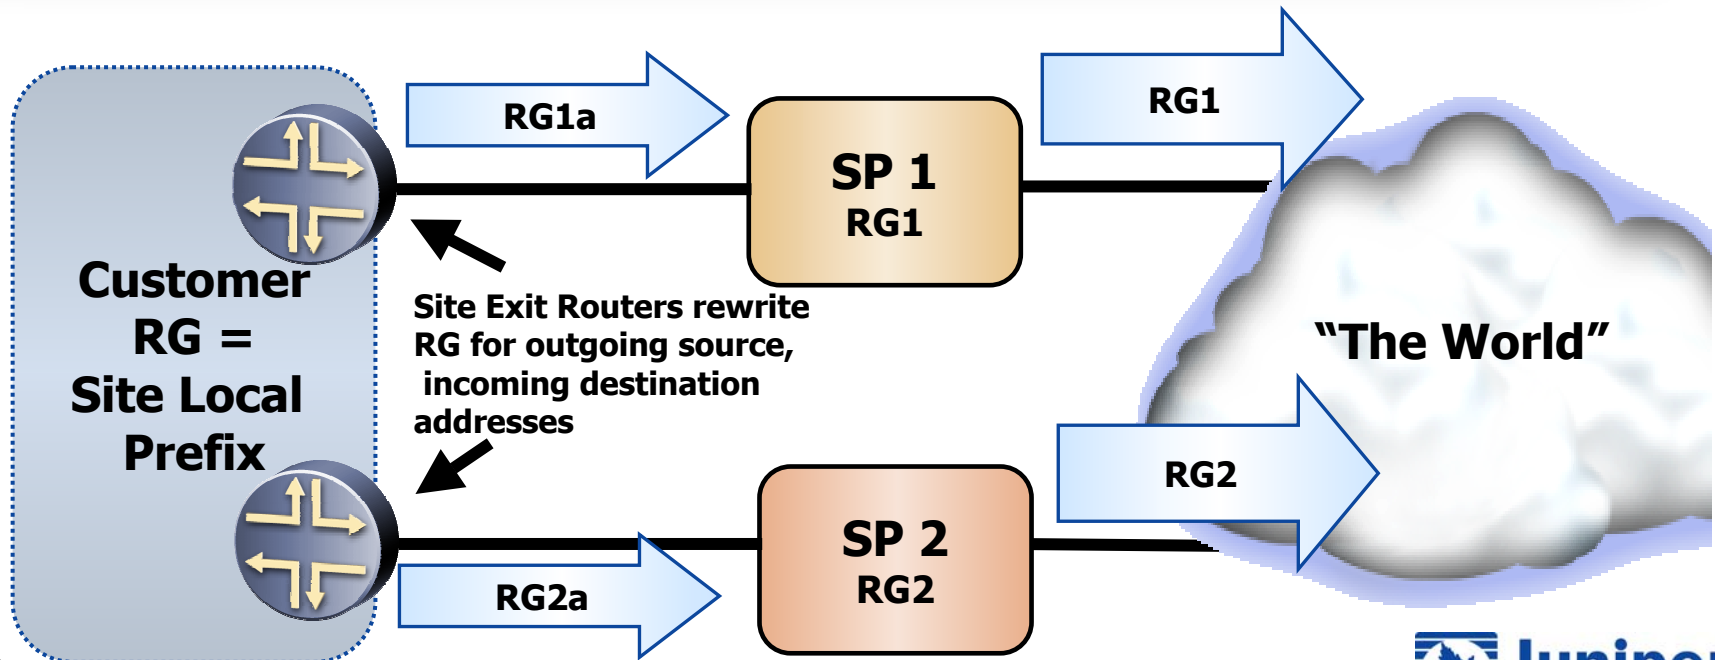 RG1a
RG1
SP 1
RG1
Customer
RG =
Site Local
Prefix
Site Exit Routers rewrite
RG for outgoing source,
incoming destination
addresses
“The World”
RG2
SP 2
RG2
RG2a